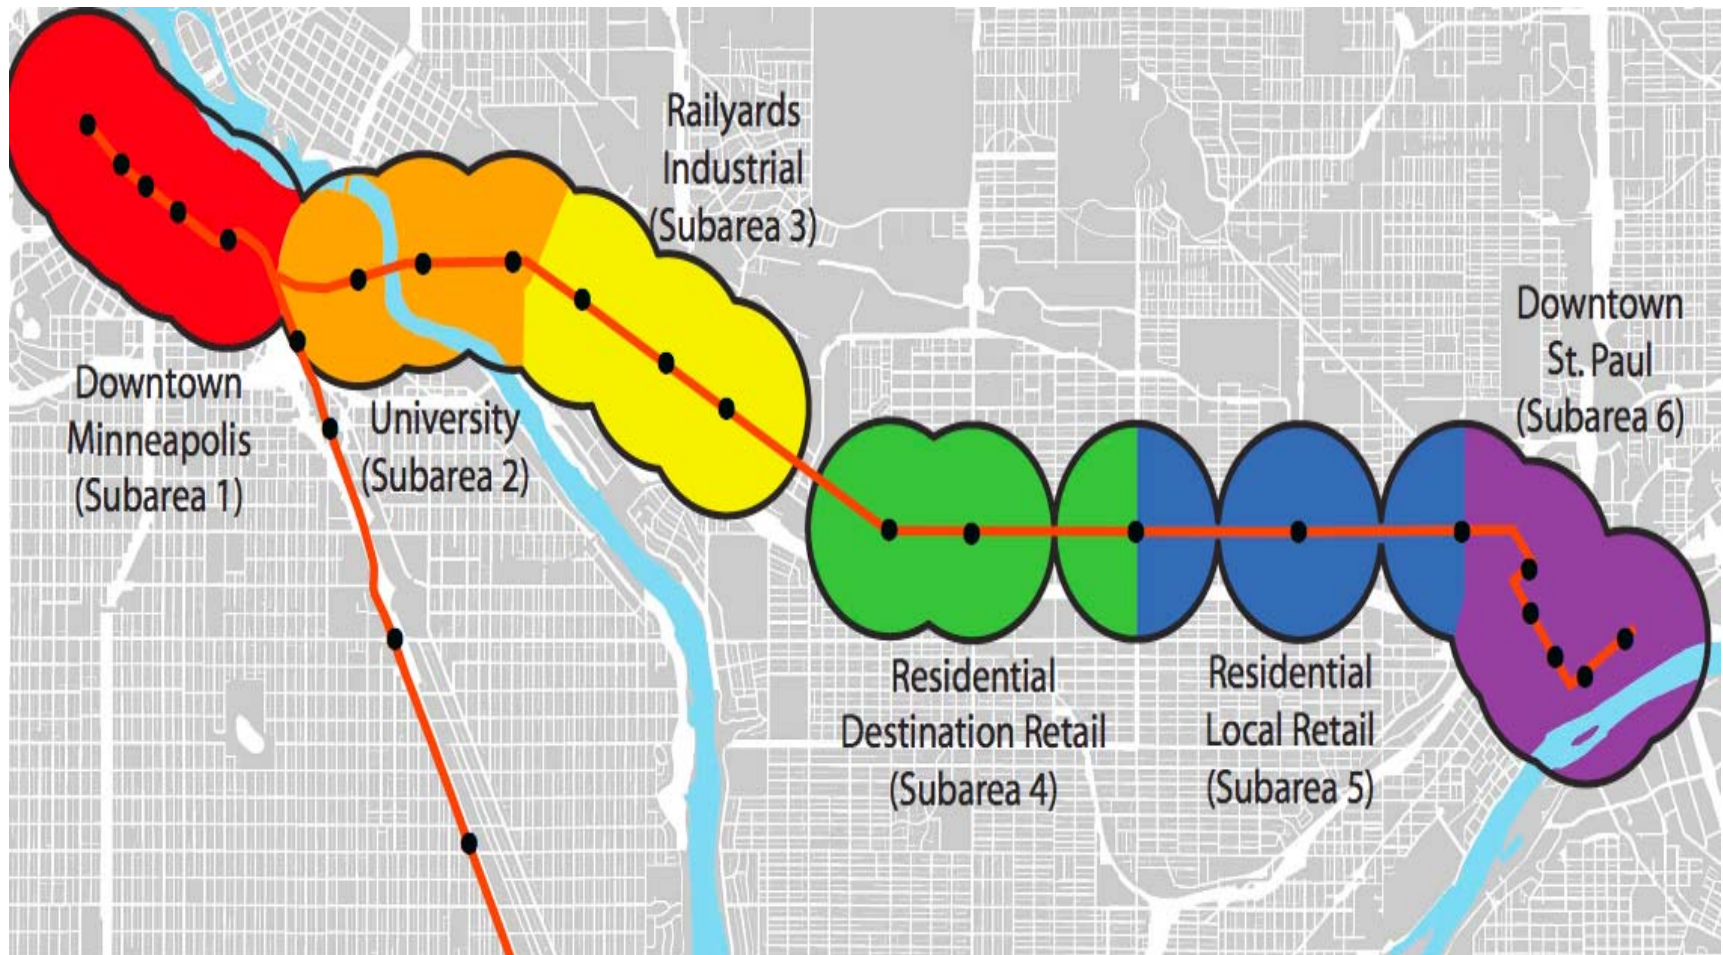 Railyards
Industrial
(Subarea 3)
Downtown
St. Paul
(Subarea 6)
Downtown
Minneapolis
(Subarea 1)
University
(Subarea 2)
Residential
Destination Retail
(Subarea 4)
Residential
Local Retail
(Subarea 5)